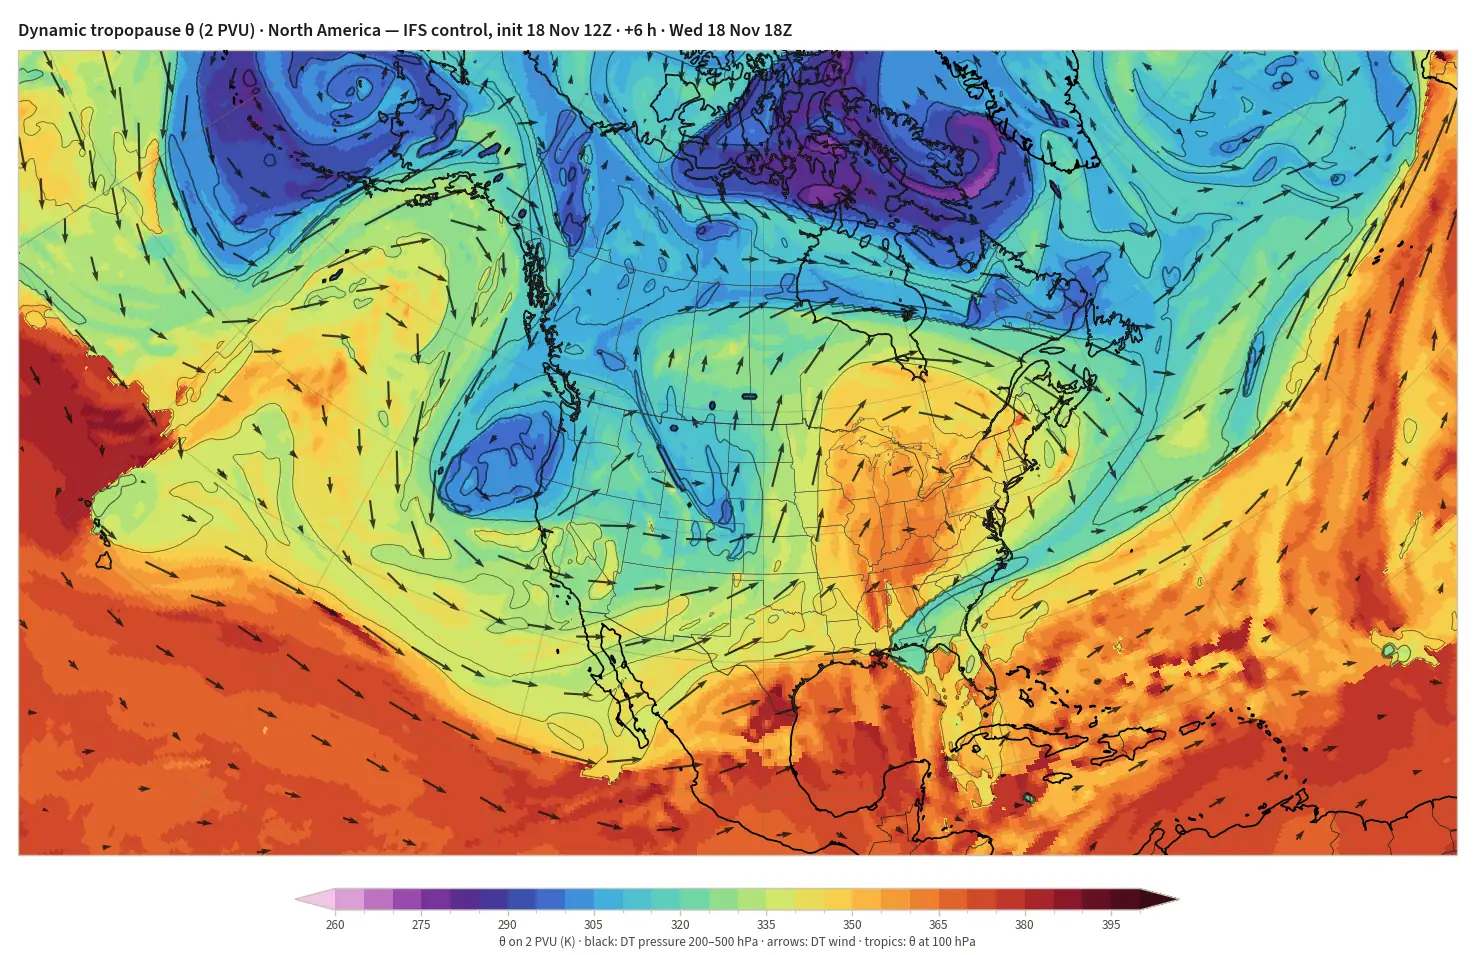 Dynamic tropopause θ (2 PVU) · North America — IFS control, init 18 Nov 12Z · +6 h · Wed 18 Nov 18Z
260 275 290 305 320 335 350 365 380 395
θ on 2 PVU (K) · black: DT pressure 200–500 hPa · arrows: DT wind · tropics: θ at 100 hPa